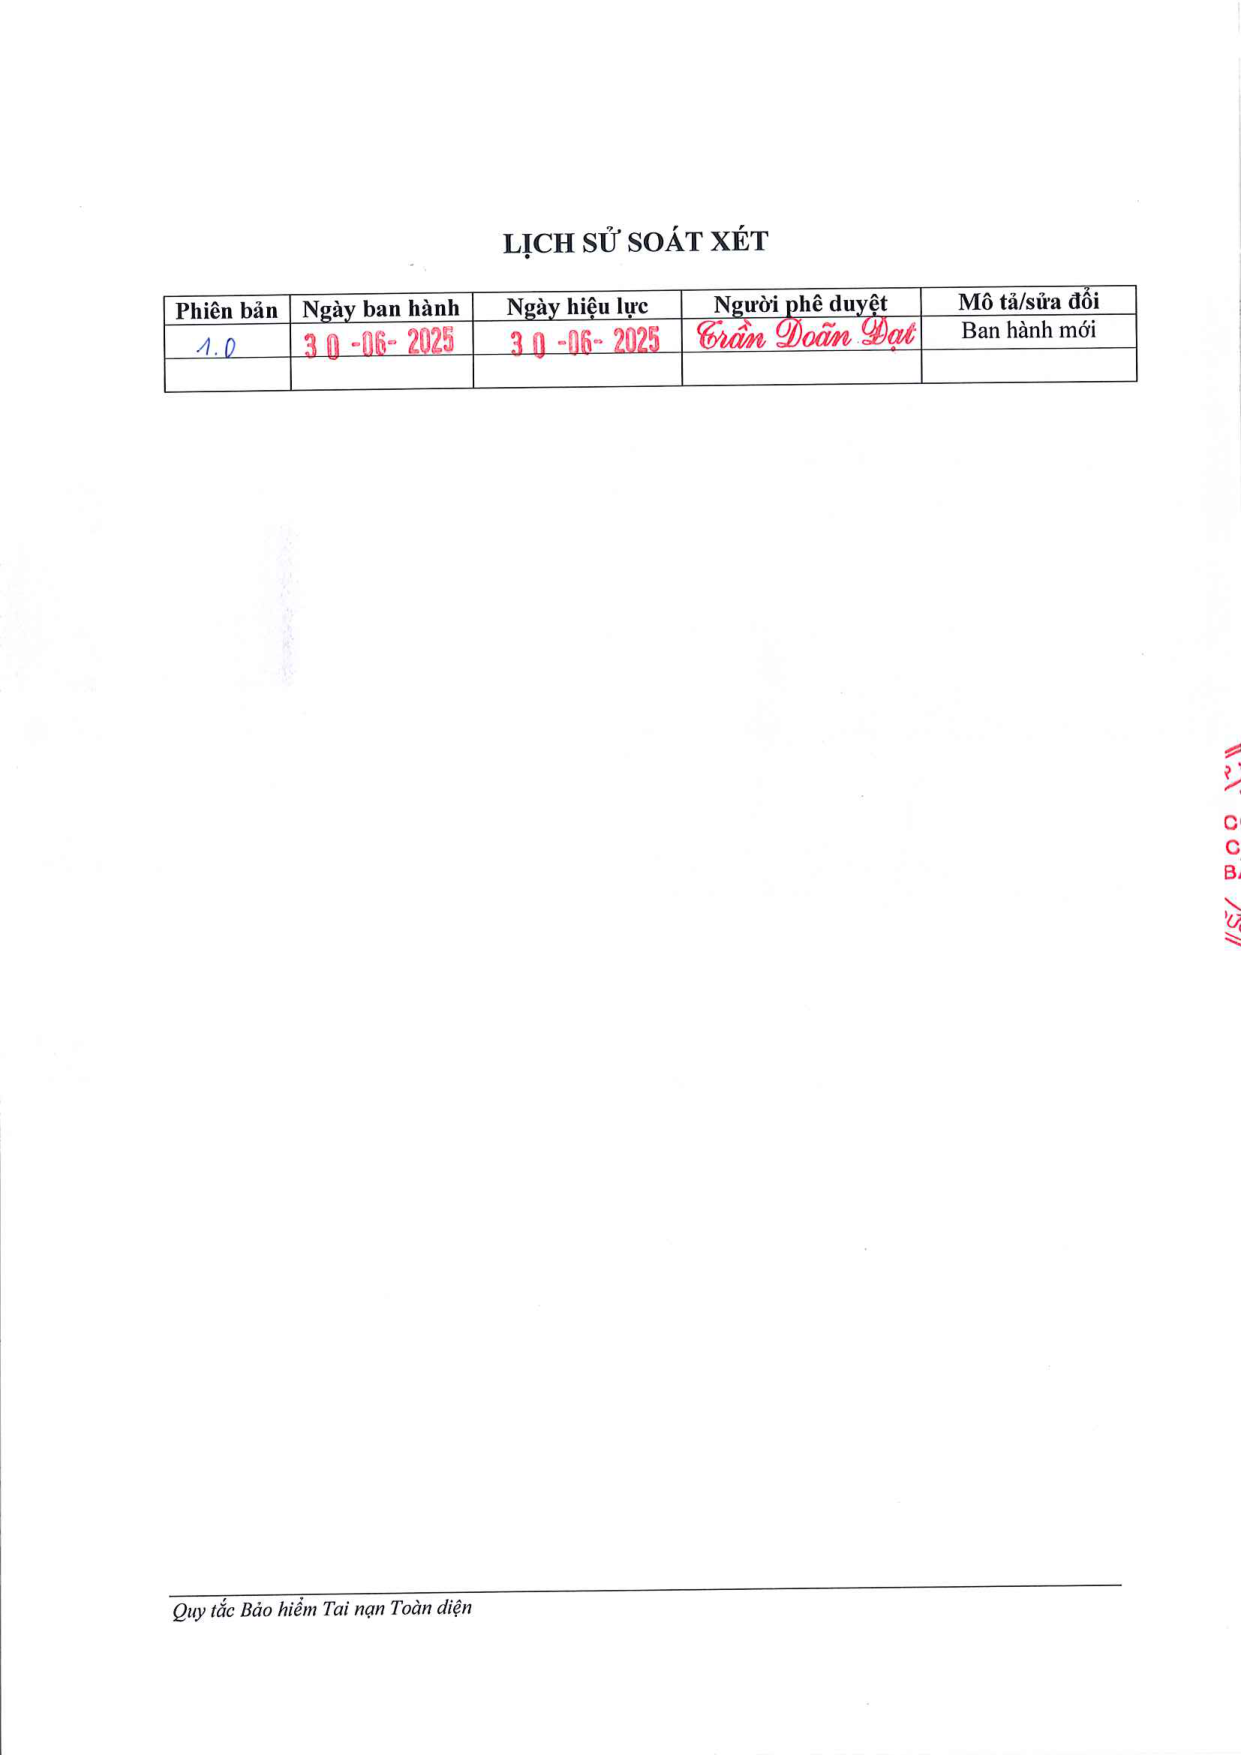 LỊCH SỬ SOÁT XÉT
Phiên bản Ngày ban hành Ngày hiệu lực Người phê duyệt Mô tả/sửa đổi
1.0 30-06-2025 30-06-2025 Trần Doãn Đạt Ban hành mới
C
C
BẢ
Quy tắc Bảo hiểm Tai nạn Toàn diện